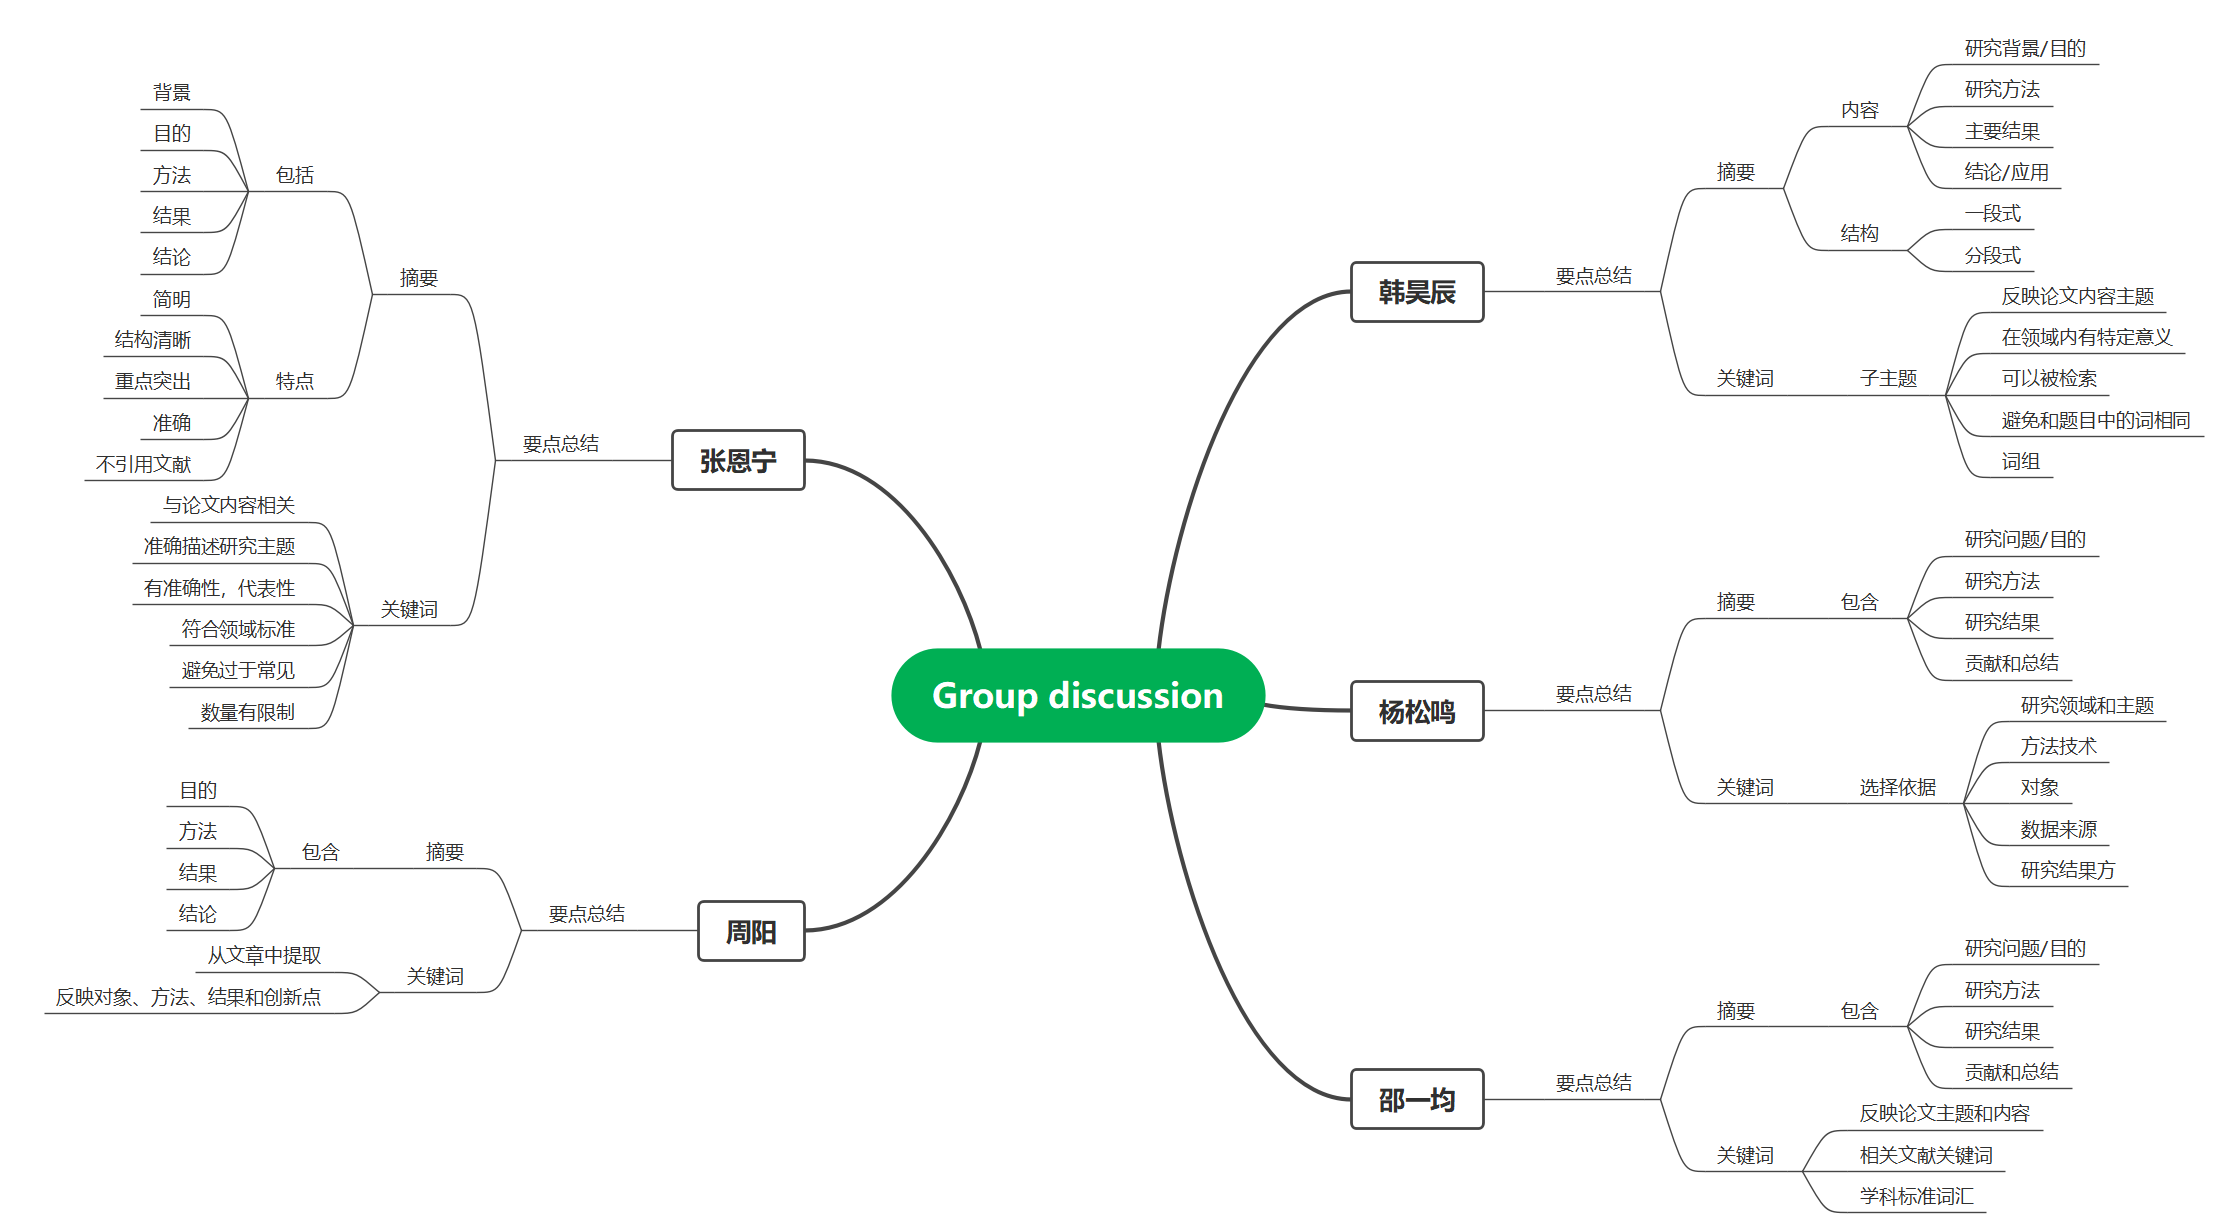 Group discussion
韩昊辰
要点总结
摘要
内容
研究背景/目的
研究方法
主要结果
结论/应用
结构
一段式
分段式
关键词
子主题
反映论文内容主题
在领域内有特定意义
可以被检索
避免和题目中的词相同
词组
杨松鸣
要点总结
摘要
包含
研究问题/目的
研究方法
研究结果
贡献和总结
关键词
选择依据
研究领域和主题
方法技术
对象
数据来源
研究结果方
邵一均
要点总结
摘要
包含
研究问题/目的
研究方法
研究结果
贡献和总结
关键词
反映论文主题和内容
相关文献关键词
学科标准词汇
张恩宁
要点总结
摘要
包括
背景
目的
方法
结果
结论
特点
简明
结构清晰
重点突出
准确
不引用文献
关键词
与论文内容相关
准确描述研究主题
有准确性，代表性
符合领域标准
避免过于常见
数量有限制
周阳
要点总结
摘要
包含
目的
方法
结果
结论
关键词
从文章中提取
反映对象、方法、结果和创新点